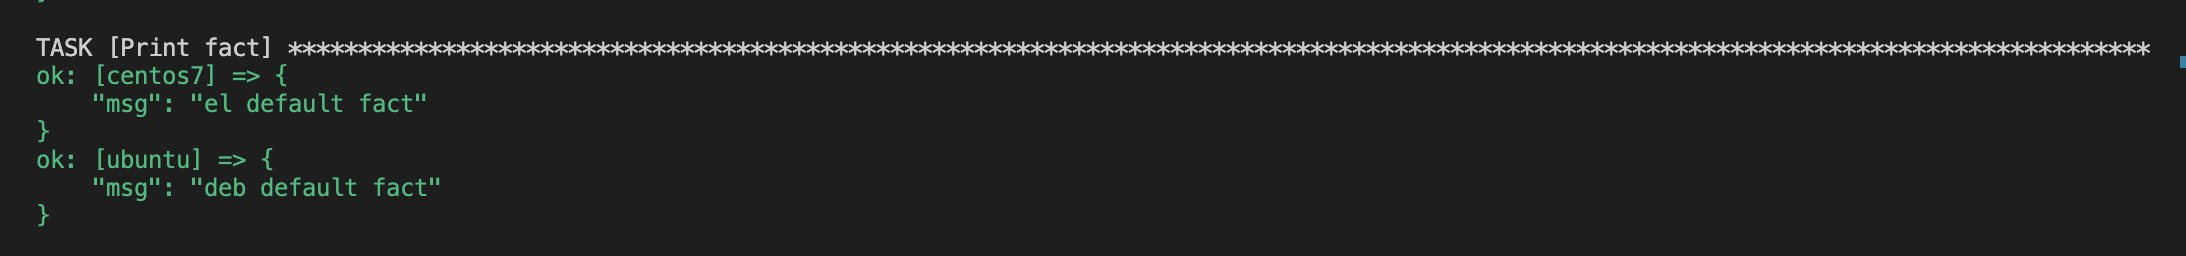 TASK [Print fact] *************************************************************************************************************************************
ok: [centos7] => {
    "msg": "el default fact"
}
ok: [ubuntu] => {
    "msg": "deb default fact"
}